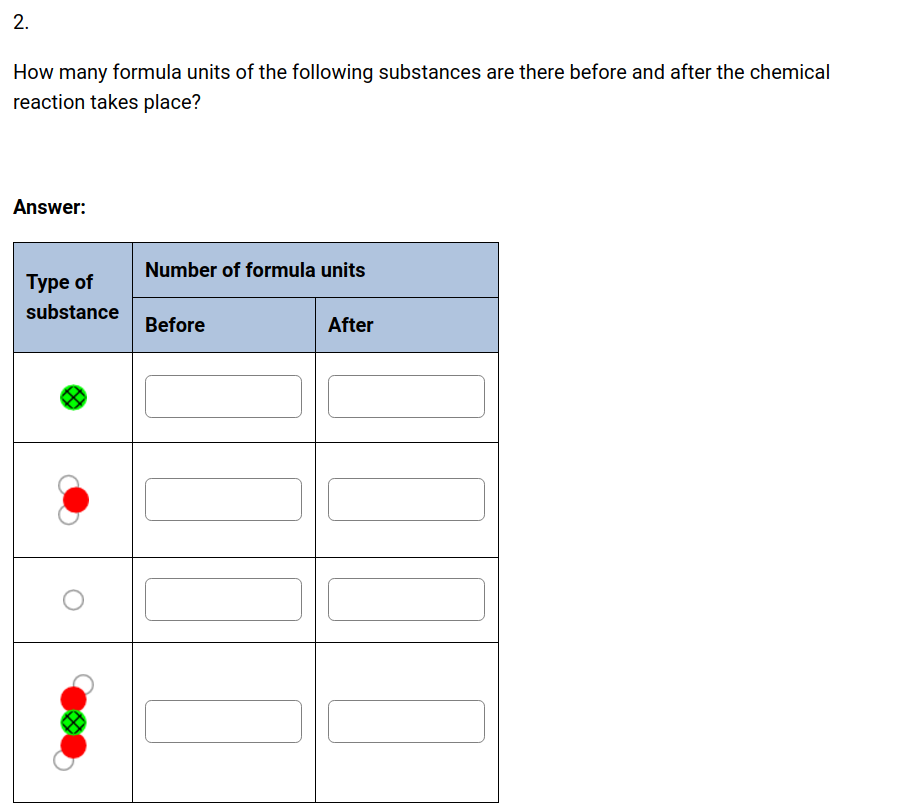 2.
How many formula units of the following substances are there before and after the chemical
reaction takes place?
Answer:
Type of
substance
Number of formula units
Before
After